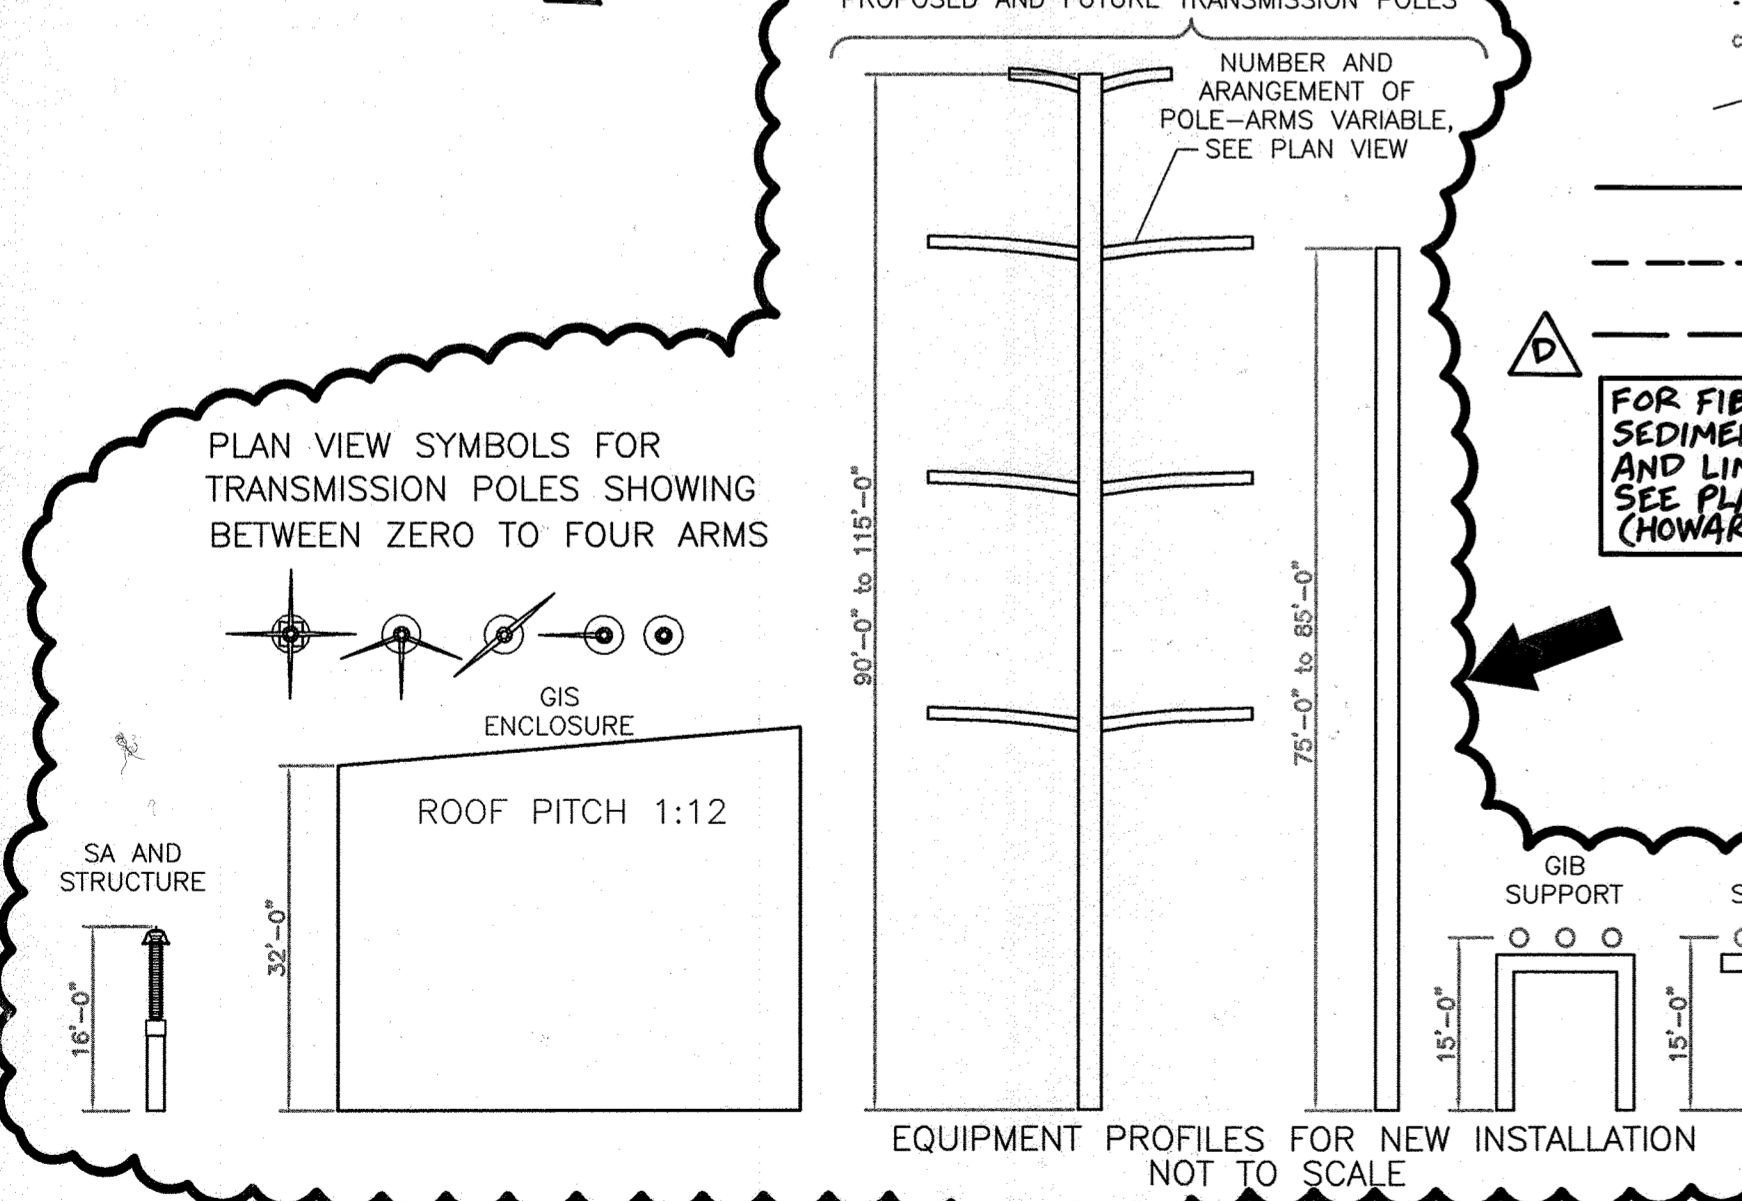 PROPOSED AND FUTURE TRANSMISSION POLES
NUMBER AND
ARANGEMENT OF
POLE-ARMS VARIABLE,
SEE PLAN VIEW
PLAN VIEW SYMBOLS FOR
TRANSMISSION POLES SHOWING
BETWEEN ZERO TO FOUR ARMS
90'-0" to 115'-0"
75'-0" to 85'-0"
GIS
ENCLOSURE
ROOF PITCH 1:12
32'-0"
SA AND
STRUCTURE
16'-0"
D
FOR
AND
SEE
GIB
SUPPORT
15'-0"
15'-0"
EQUIPMENT PROFILES FOR NEW INSTALLATION
NOT TO SCALE